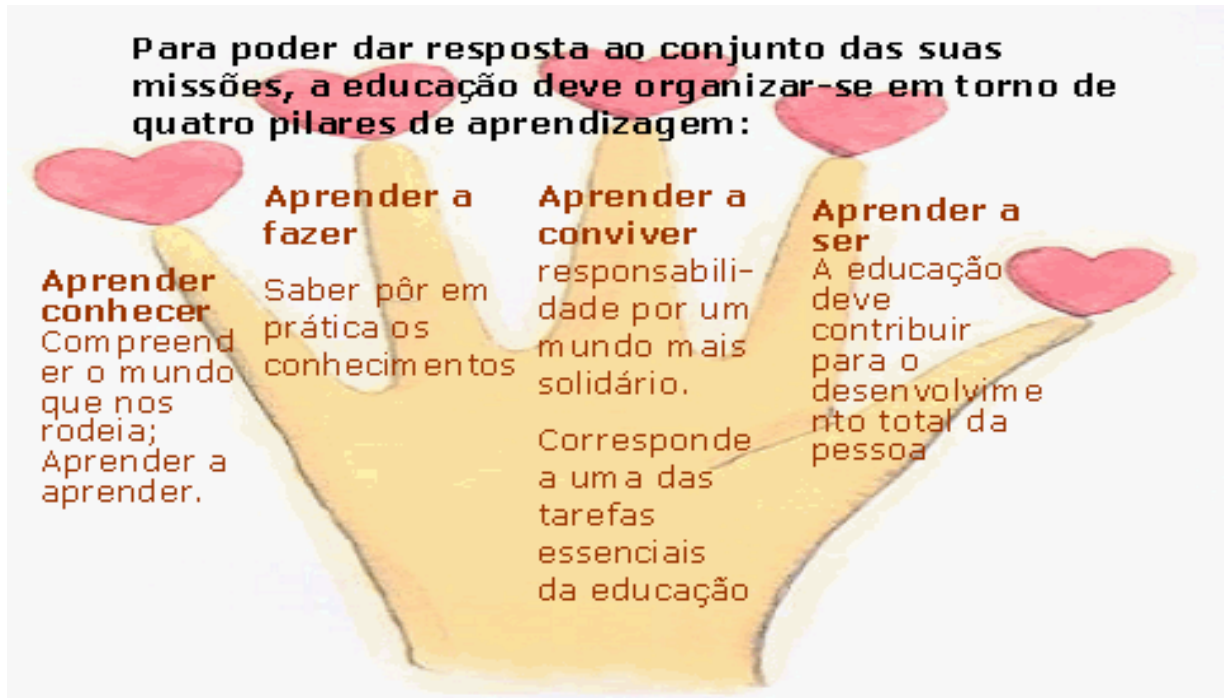 Para poder dar resposta ao conjunto das suas
missões, a educação deve organizar-se em torno de
quatro pilares de aprendizagem:
Aprender
conhecer
Compreend
er o mundo
que nos
rodeia;
Aprender a
aprender.
Aprender a
fazer
Saber pôr em
prática os
conhecimentos
Aprender a
conviver
responsabili-
dade por um
mundo mais
solidário.
Corresponde
a uma das
tarefas
essenciais
da educação
Aprender a
ser
A educação
deve
contribuir
para o
desenvolvime
nto total da
pessoa